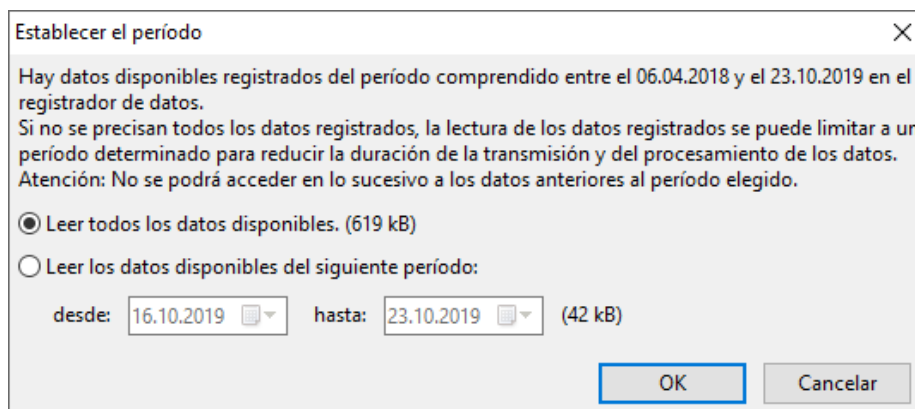 Establecer el período
Hay datos disponibles registrados del período comprendido entre el 06.04.2018 y el 23.10.2019 en el
registrador de datos.
Si no se precisan todos los datos registrados, la lectura de los datos registrados se puede limitar a un
período determinado para reducir la duración de la transmisión y del procesamiento de los datos.
Atención: No se podrá acceder en lo sucesivo a los datos anteriores al período elegido.
Leer todos los datos disponibles. (619 kB)
Leer los datos disponibles del siguiente período:
desde: 16.10.2019 hasta: 23.10.2019 (42 kB)
OK Cancelar